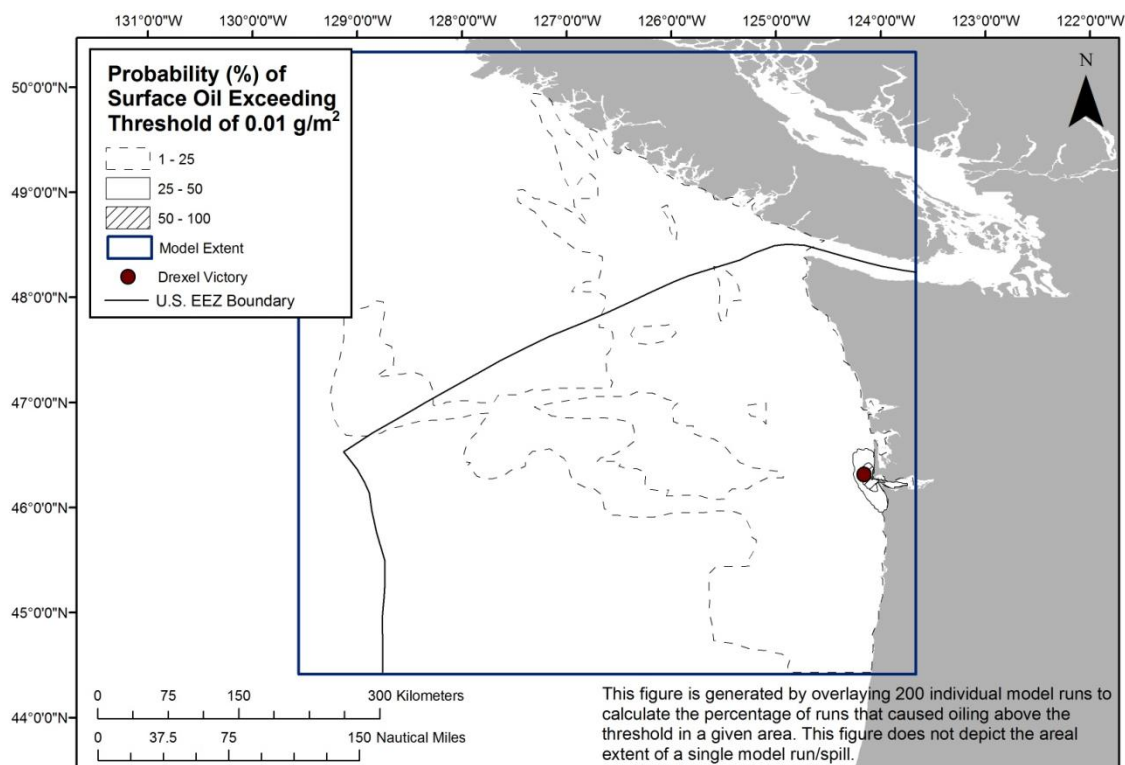 131°0'0"W 130°0'0"W 129°0'0"W 128°0'0"W 127°0'0"W 126°0'0"W 125°0'0"W 124°0'0"W 123°0'0"W 122°0'0"W
50°0'0"N
49°0'0"N
48°0'0"N
47°0'0"N
46°0'0"N
45°0'0"N
44°0'0"N
Probability (%) of
Surface Oil Exceeding
Threshold of 0.01 g/m²
1 - 25
25 - 50
50 - 100
Model Extent
Drexel Victory
U.S. EEZ Boundary
N
0 75 150 300 Kilometers
0 37.5 75 150 Nautical Miles
This figure is generated by overlaying 200 individual model runs to
calculate the percentage of runs that caused oiling above the
threshold in a given area. This figure does not depict the areal
extent of a single model run/spill.